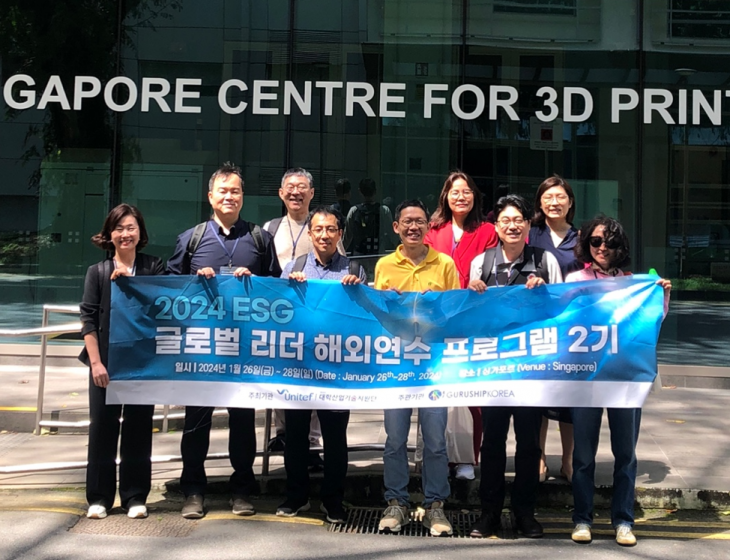 GAPORE CENTRE FOR 3D PRINT
2024 ESG
글로벌 리더 해외연수 프로그램 2기
일시 | 2024년 1월 26일(금) ~ 28일(일) (Date : January 26th-28th, 2024 장소 | 싱가포르 (Venue : Singapore)
주최기관 unitef 대학산업기술지원단 주관기관 GURUSHIPKOREA